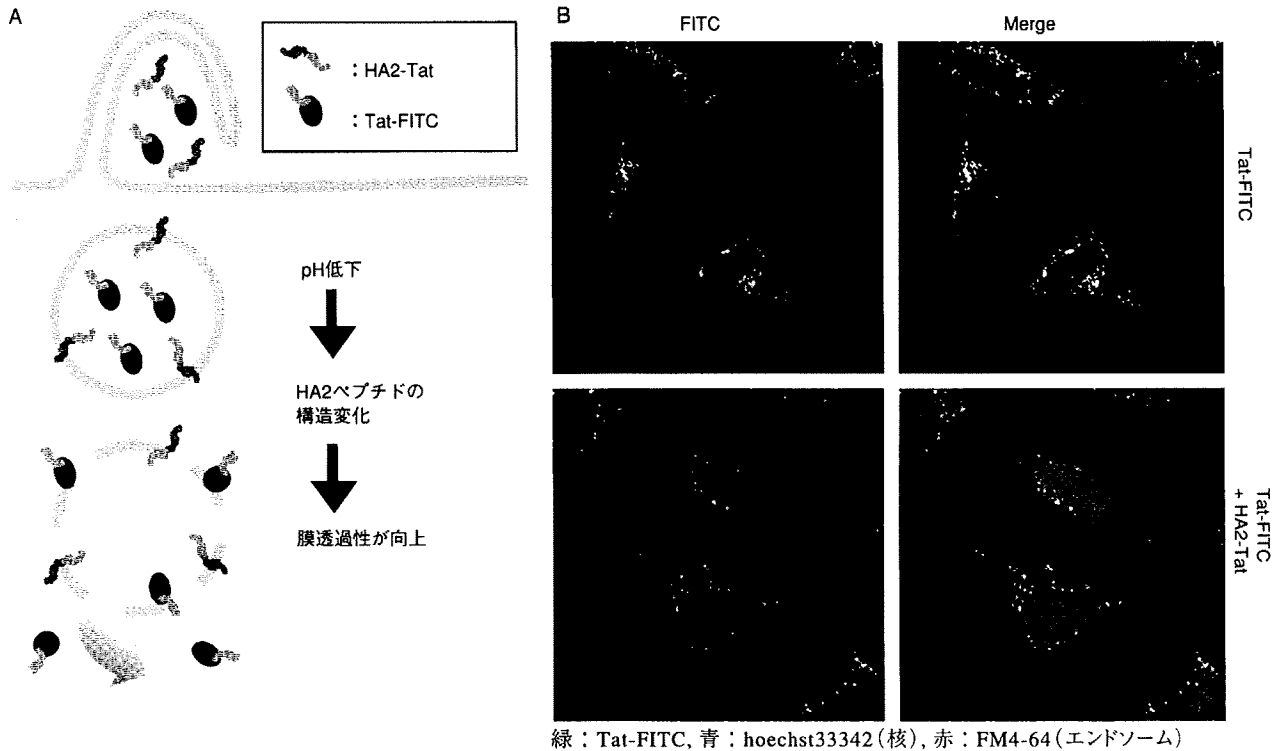 A
：HA2-Tat
：Tat-FITC
pH低下
HA2ペプチドの
構造変化
膜透過性が向上
B
FITC
Merge
Tat-FITC
Tat-FITC
+ HA2-Tat
緑：Tat-FITC, 青：hoechst33342(核), 赤：FM4-64(エンドソーム)